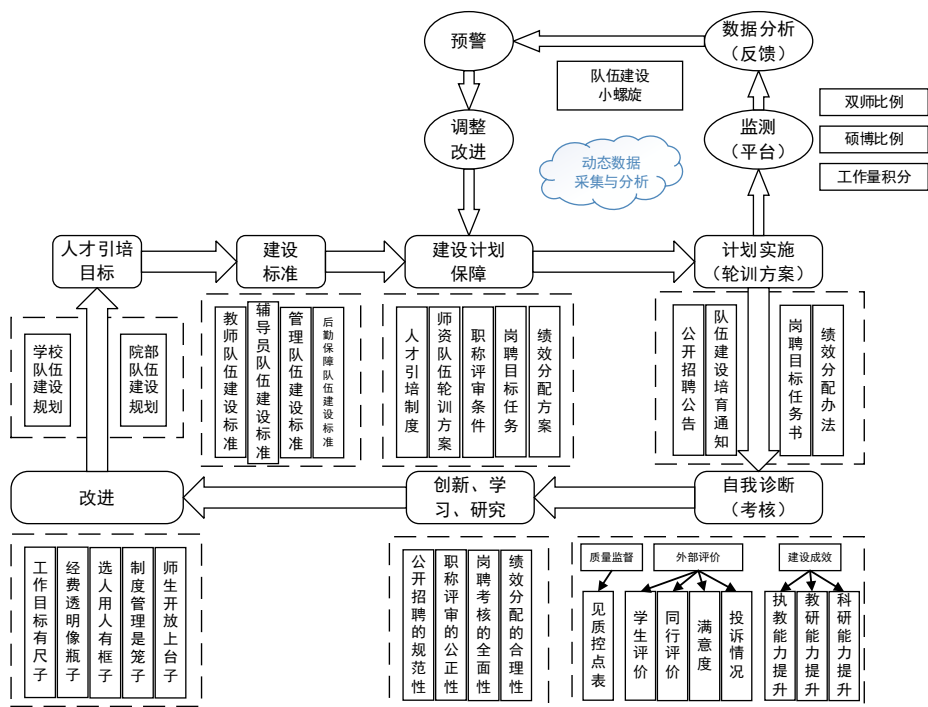 预警
数据分析
（反馈）
队伍建设
小螺旋
双师比例
调整
改进
监测
（平台）
硕博比例
动态数据
采集与分析
工作量积分
人才引培
目标
建设
标准
建设计划
保障
计划实施
（轮训方案）
学校
队伍
建设
规划
院部
队伍
建设
规划
教师队伍建设标准
辅导员队伍建设标准
管理队伍建设标准
后勤保障队伍建设标准
人才引培制度
师资队伍轮训方案
职称评审条件
岗聘目标任务
绩效分配方案
公开招聘公告
队伍建设培育通知
岗聘目标任务书
绩效分配办法
改进
创新、学
习、研究
自我诊断
（考核）
工作目标有尺子
经费透明像瓶子
选人用人有框子
制度管理是笼子
师生开放上台子
公开招聘的规范性
职称评审的公正性
岗聘考核的全面性
绩效分配的合理性
质量监督
外部评价
建设成效
见质控点表
学生评价
同行评价
满意度
投诉情况
执教能力提升
教研能力提升
科研能力提升